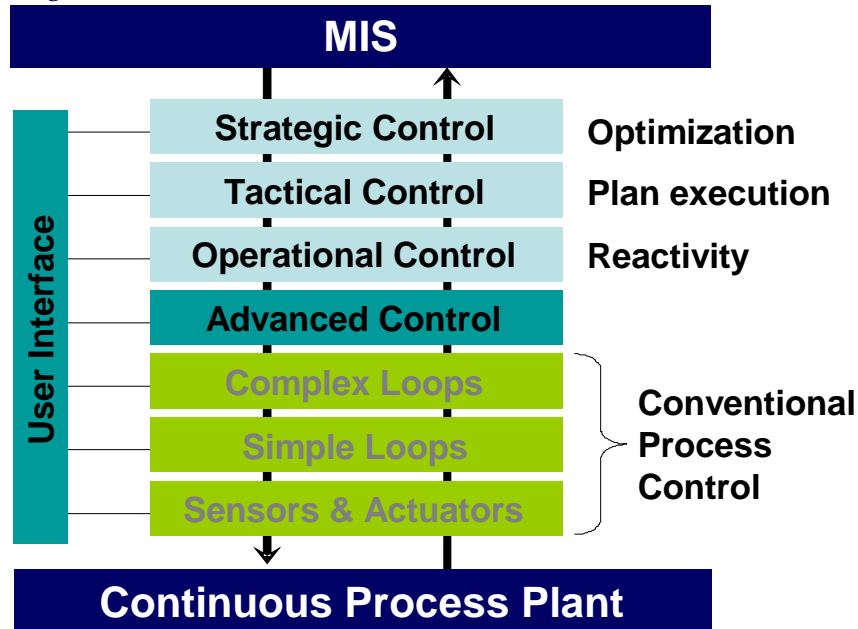 MIS
Strategic Control
Optimization
Tactical Control
Plan execution
Operational Control
Reactivity
Advanced Control
User Interface
Complex Loops
Simple Loops
Sensors & Actuators
Conventional
Process
Control
Continuous Process Plant